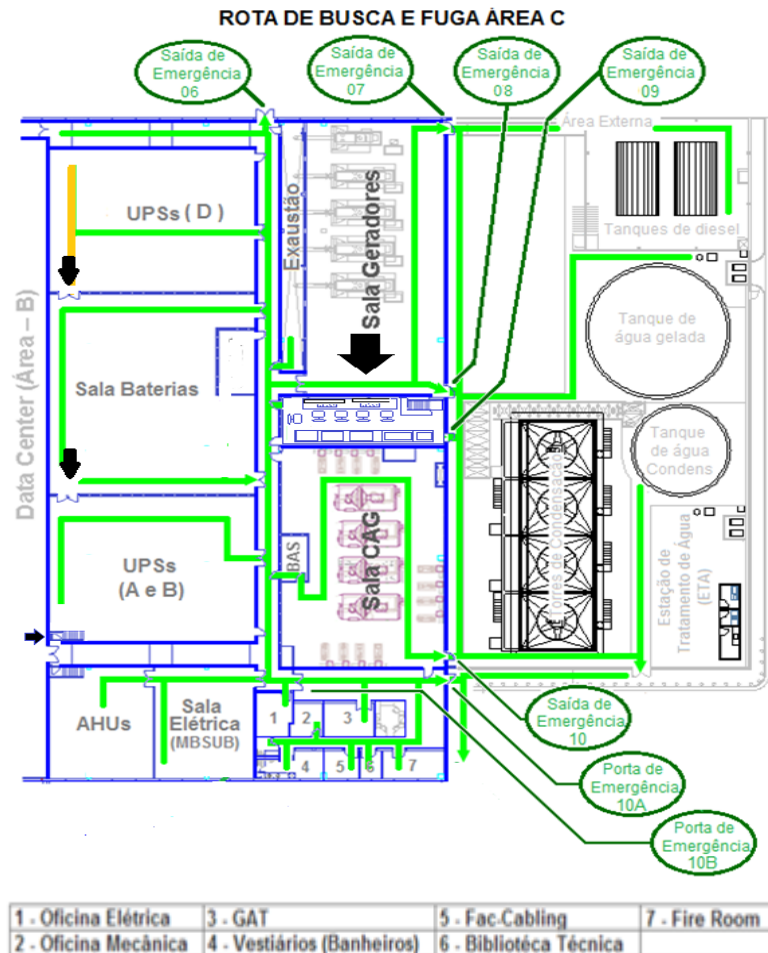 ROTA DE BUSCA E FUGA ÁREA C
Saída de
Emergência
06
Saída de
Emergência
07
Saída de
Emergência
08
Saída de
Emergência
09
Área Externa
UPSs ( D )
Exaustão
Sala Geradores
Tanques de diesel
Tanque de
água gelada
Data Center (Área – B)
Sala Baterias
Tanque
de água
Condens
Torres de Condensação
UPSs
(A e B)
BAS
Sala CAG
Estação de
Tratamento de Água
(ETA)
AHUs
Sala
Elétrica
(MBSUB)
1
2
3
4
5
6
7
Saída de
Emergência
10
Porta de
Emergência
10A
Porta de
Emergência
10B
1 - Oficina Elétrica
3 - GAT
5 - Fac-Cabling
7 - Fire Room
2 - Oficina Mecânica
4 - Vestiários (Banheiros)
6 - Bibliotéca Técnica